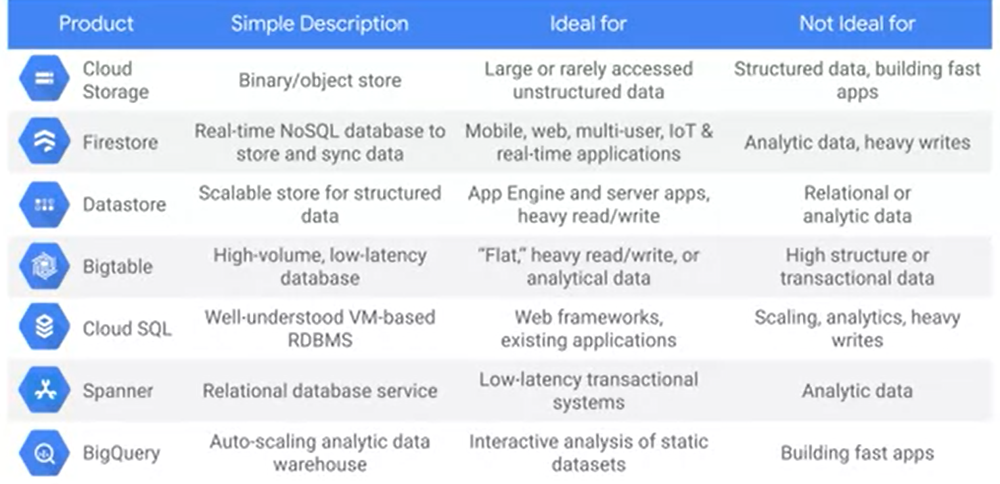 Product Simple Description Ideal for Not Ideal for
Cloud Storage
Binary/object store
Large or rarely accessed
unstructured data
Structured data, building fast
apps
Firestore
Real-time NoSQL database to
store and sync data
Mobile, web, multi-user, IoT &
real-time applications
Analytic data, heavy writes
Datastore
Scalable store for structured
data
App Engine and server apps,
heavy read/write
Relational or
analytic data
Bigtable
High-volume, low-latency
database
“Flat,” heavy read/write, or
analytical data
High structure or
transactional data
Cloud SQL
Well-understood VM-based
RDBMS
Web frameworks,
existing applications
Scaling, analytics, heavy
writes
Spanner
Relational database service
Low-latency transactional
systems
Analytic data
BigQuery
Auto-scaling analytic data
warehouse
Interactive analysis of static
datasets
Building fast apps